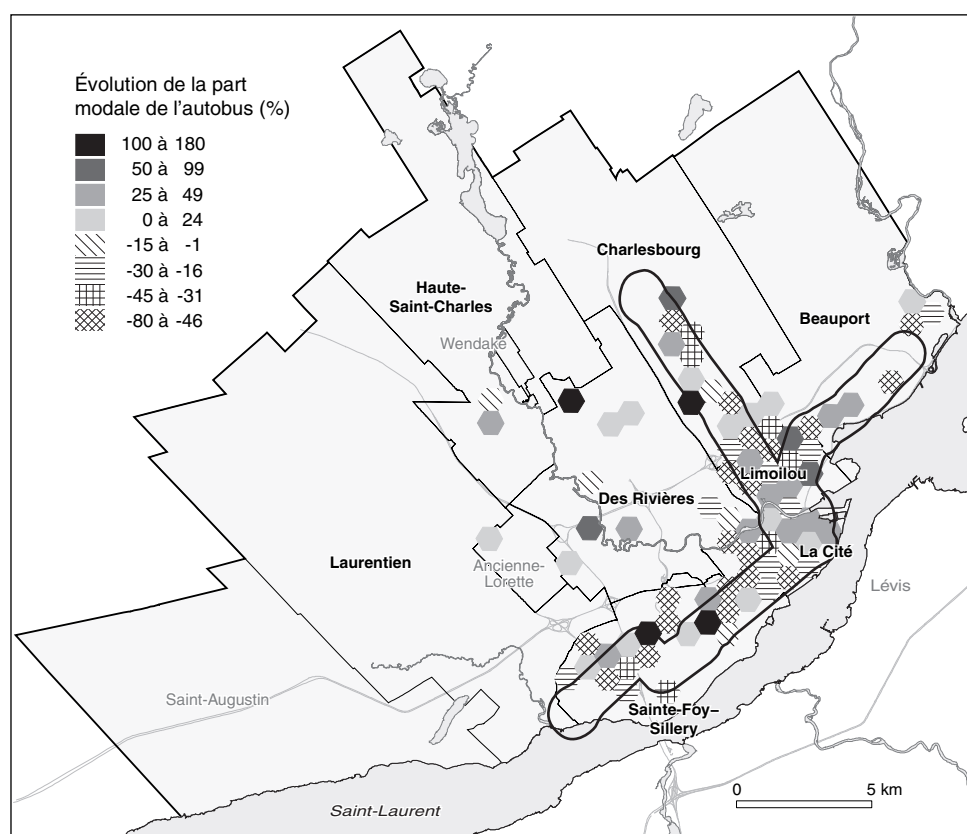 Évolution de la part
modale de l'autobus (%)
100 à 180
50 à 99
25 à 49
0 à 24
-15 à -1
-30 à -16
-45 à -31
-80 à -46
Charlesbourg
Haute-
Saint-Charles
Beauport
Wendake
Limoilou
Des Rivières
La Cité
Laurentien
Ancienne-
Lorette
Lévis
Saint-Augustin
Sainte-Foy–
Sillery
0 5 km
Saint-Laurent